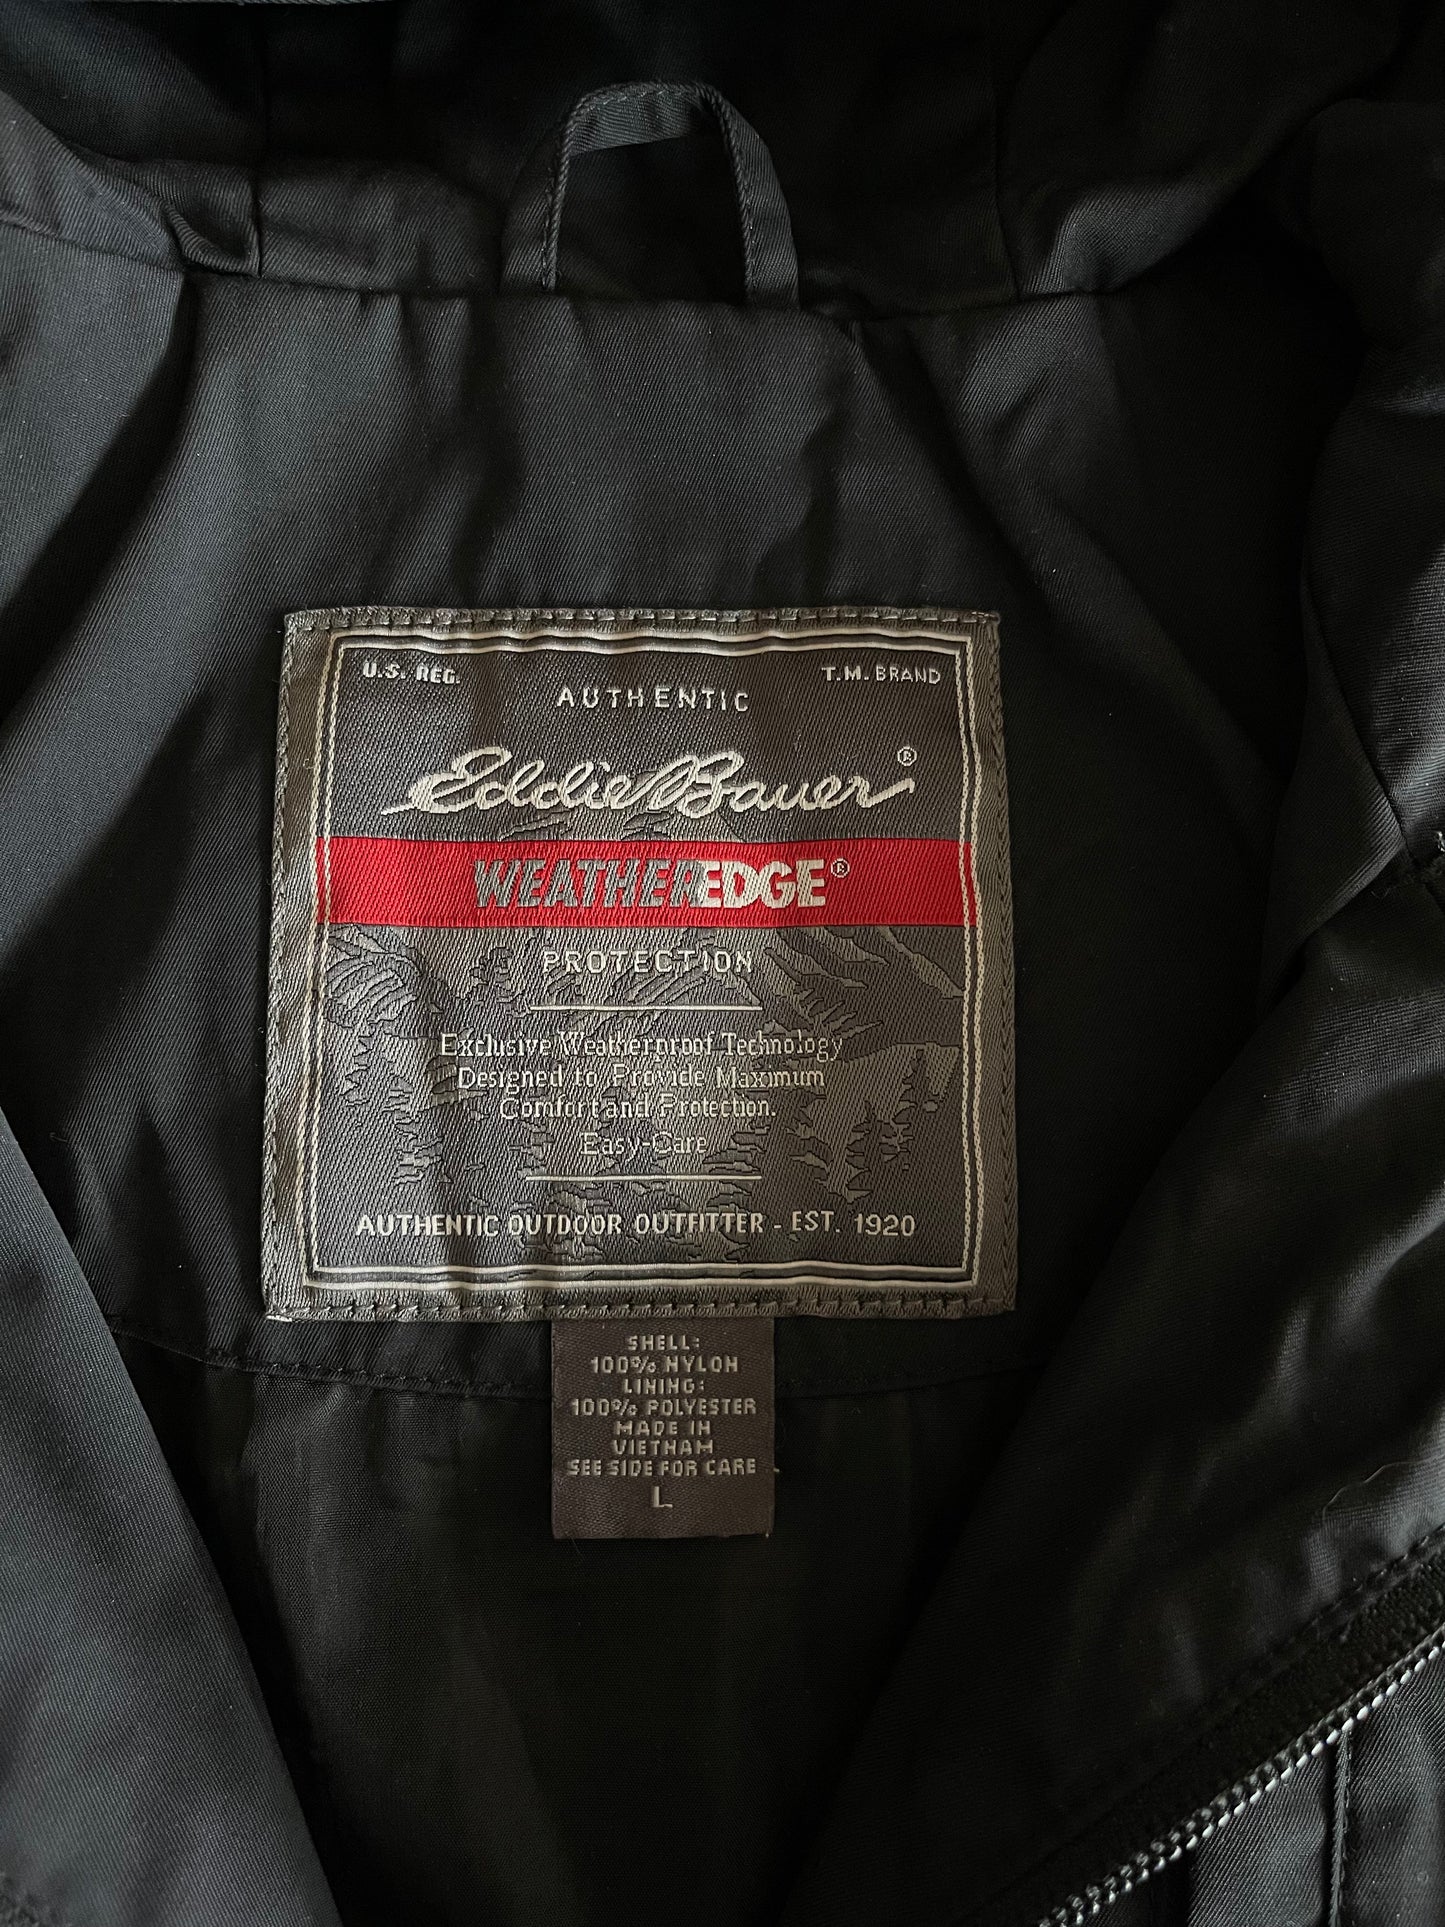 U.S. REG. T.M. BRAND
AUTHENTIC
Eddie Bauer®
WEATHEREDGE®
PROTECTION
Exclusive Weatherproof Technology
Designed to Provide Maximum
Comfort and Protection.
Easy-Care
AUTHENTIC OUTDOOR OUTFITTER - EST. 1920
SHELL:
100% NYLON
LINING:
100% POLYESTER
MADE IN
VIETNAM
SEE SIDE FOR CARE
L